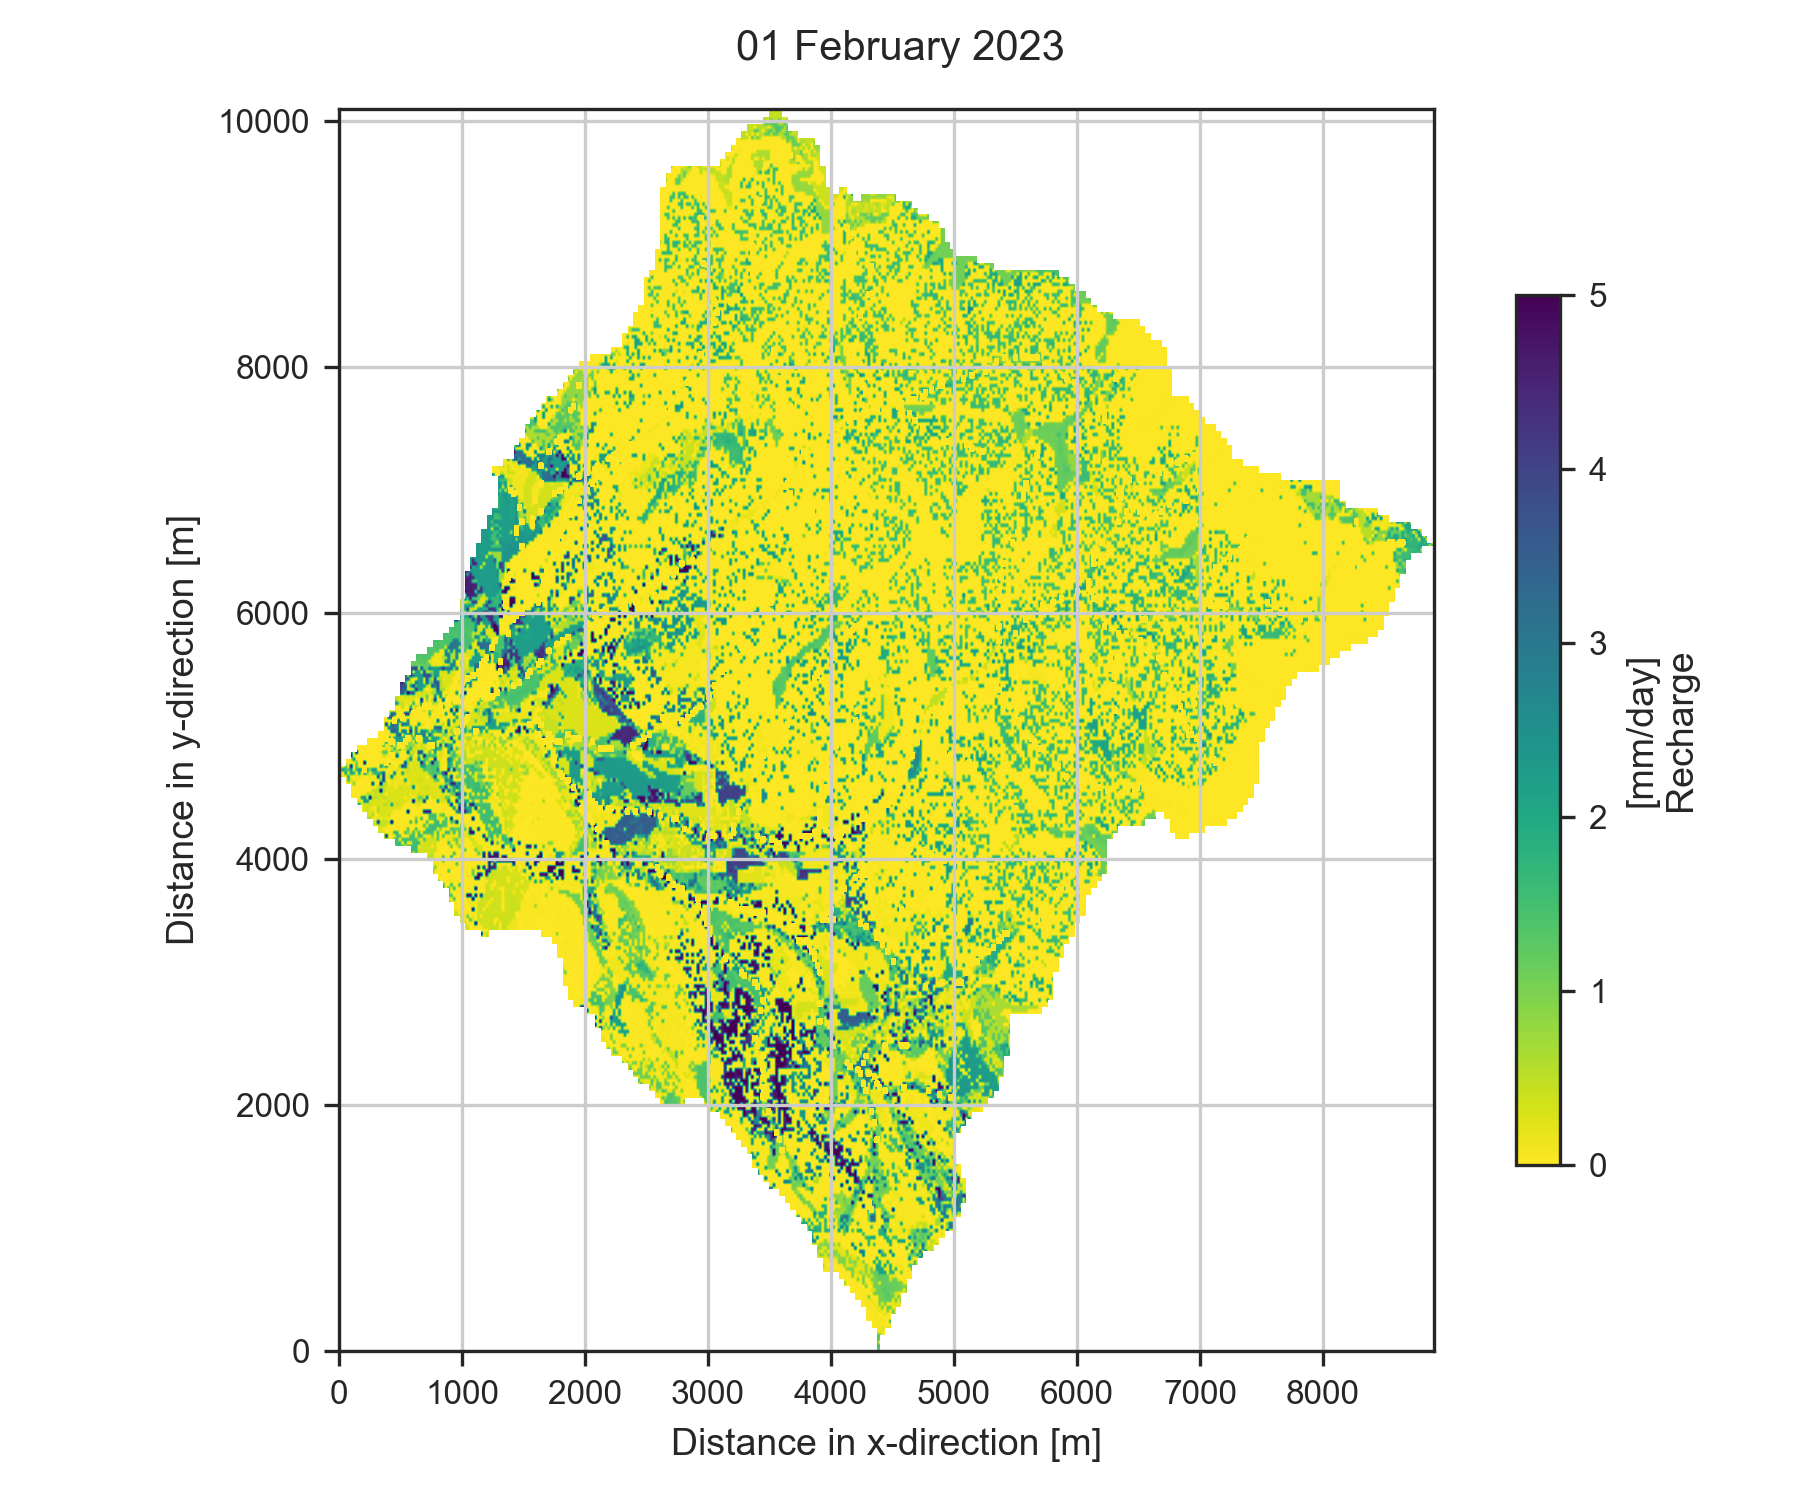 01 February 2023
10000
8000
6000
4000
2000
0
Distance in y-direction [m]
0 1000 2000 3000 4000 5000 6000 7000 8000
Distance in x-direction [m]
5
4
3
2
1
0
[mm/day]
Recharge